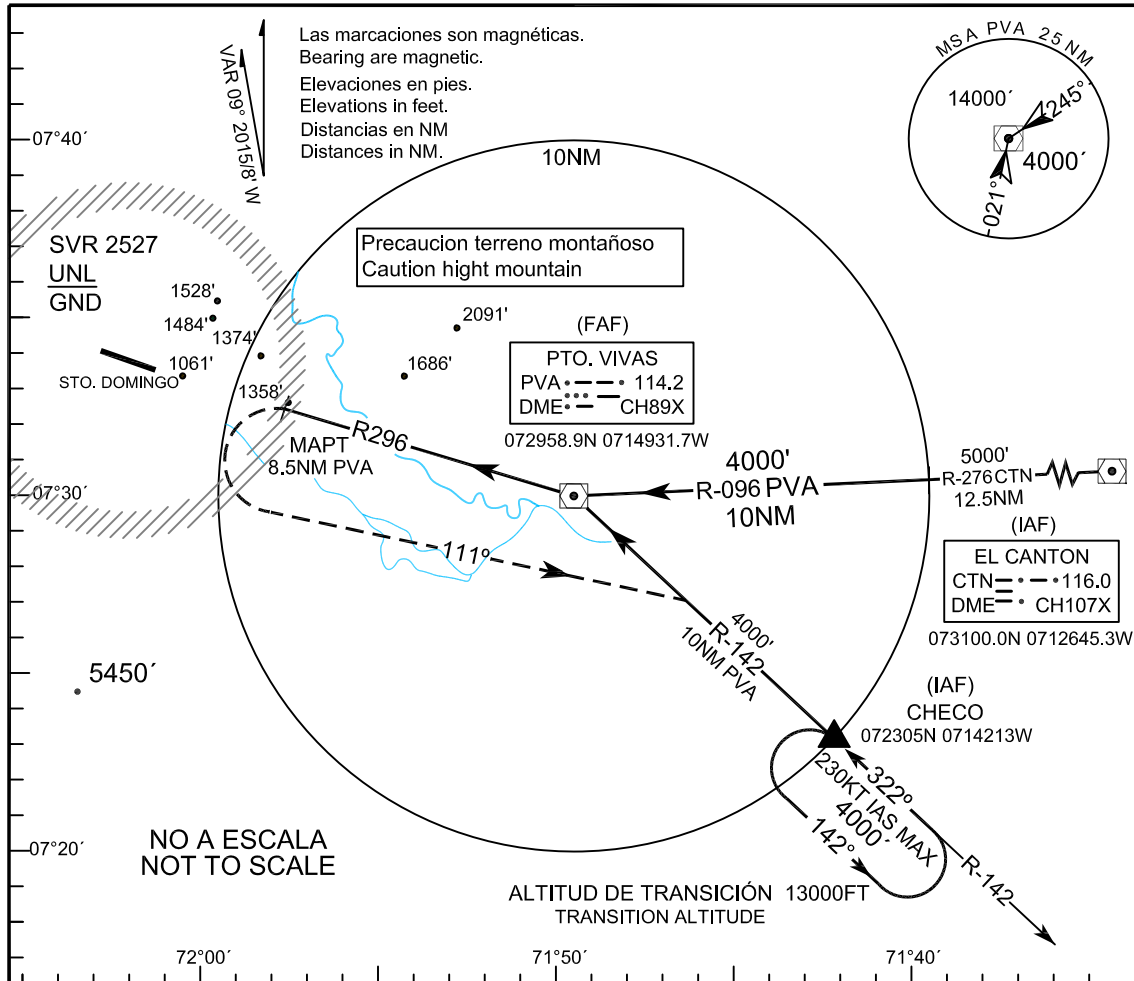 Las marcaciones son magnéticas.
Bearing are magnetic.
Elevaciones en pies.
Elevations in feet.
Distancias en NM
Distances in NM.
VAR 09° 2015/8' W
MSA PVA 25 NM
14000´
245°
4000´
021°
07°40´
10NM
SVR 2527
UNL
GND
Precaucion terreno montañoso
Caution hight mountain
1528'
1484'
1374'
1061'
1358'
STO. DOMINGO
2091'
1686'
(FAF)
PTO. VIVAS
PVA 114.2
DME CH89X
072958.9N 0714931.7W
R296
MAPT
8.5NM PVA
4000'
R-096 PVA
10NM
5000'
R-276 CTN
12.5NM
07°30´
(IAF)
EL CANTON
CTN 116.0
DME CH107X
073100.0N 0712645.3W
111º
4000'
R-142
10NM PVA
5450´
(IAF)
CHECO
072305N 0714213W
322º
230KT IAS MAX
4000´
142°
R-142
NO A ESCALA
NOT TO SCALE
07°20´
ALTITUD DE TRANSICIÓN 13000FT
TRANSITION ALTITUDE
72°00´
71°50´
71°40´